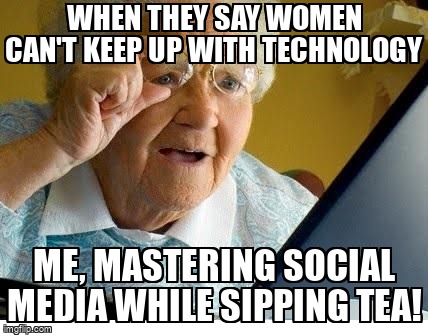 WHEN THEY SAY WOMEN
CAN'T KEEP UP WITH TECHNOLOGY
ME, MASTERING SOCIAL
MEDIA WHILE SIPPING TEA!
imgflip.com